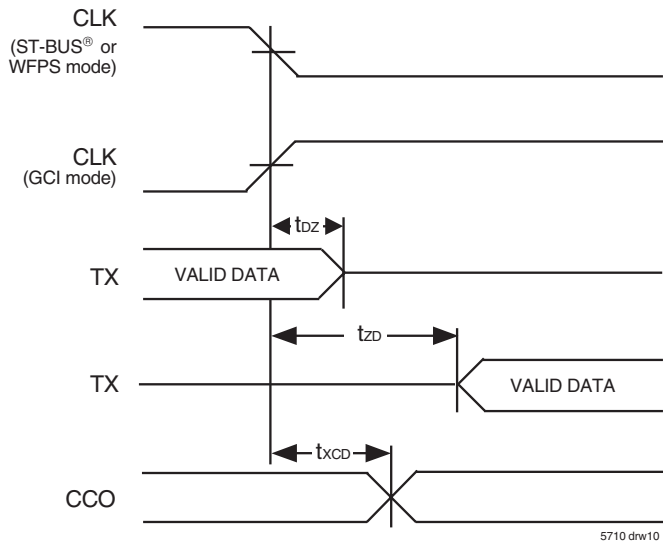 CLK
(ST-BUS® or
WFPS mode)
CLK
(GCI mode)
tDZ
TX
VALID DATA
tZD
TX
VALID DATA
tXCD
CCO
5710 drw10